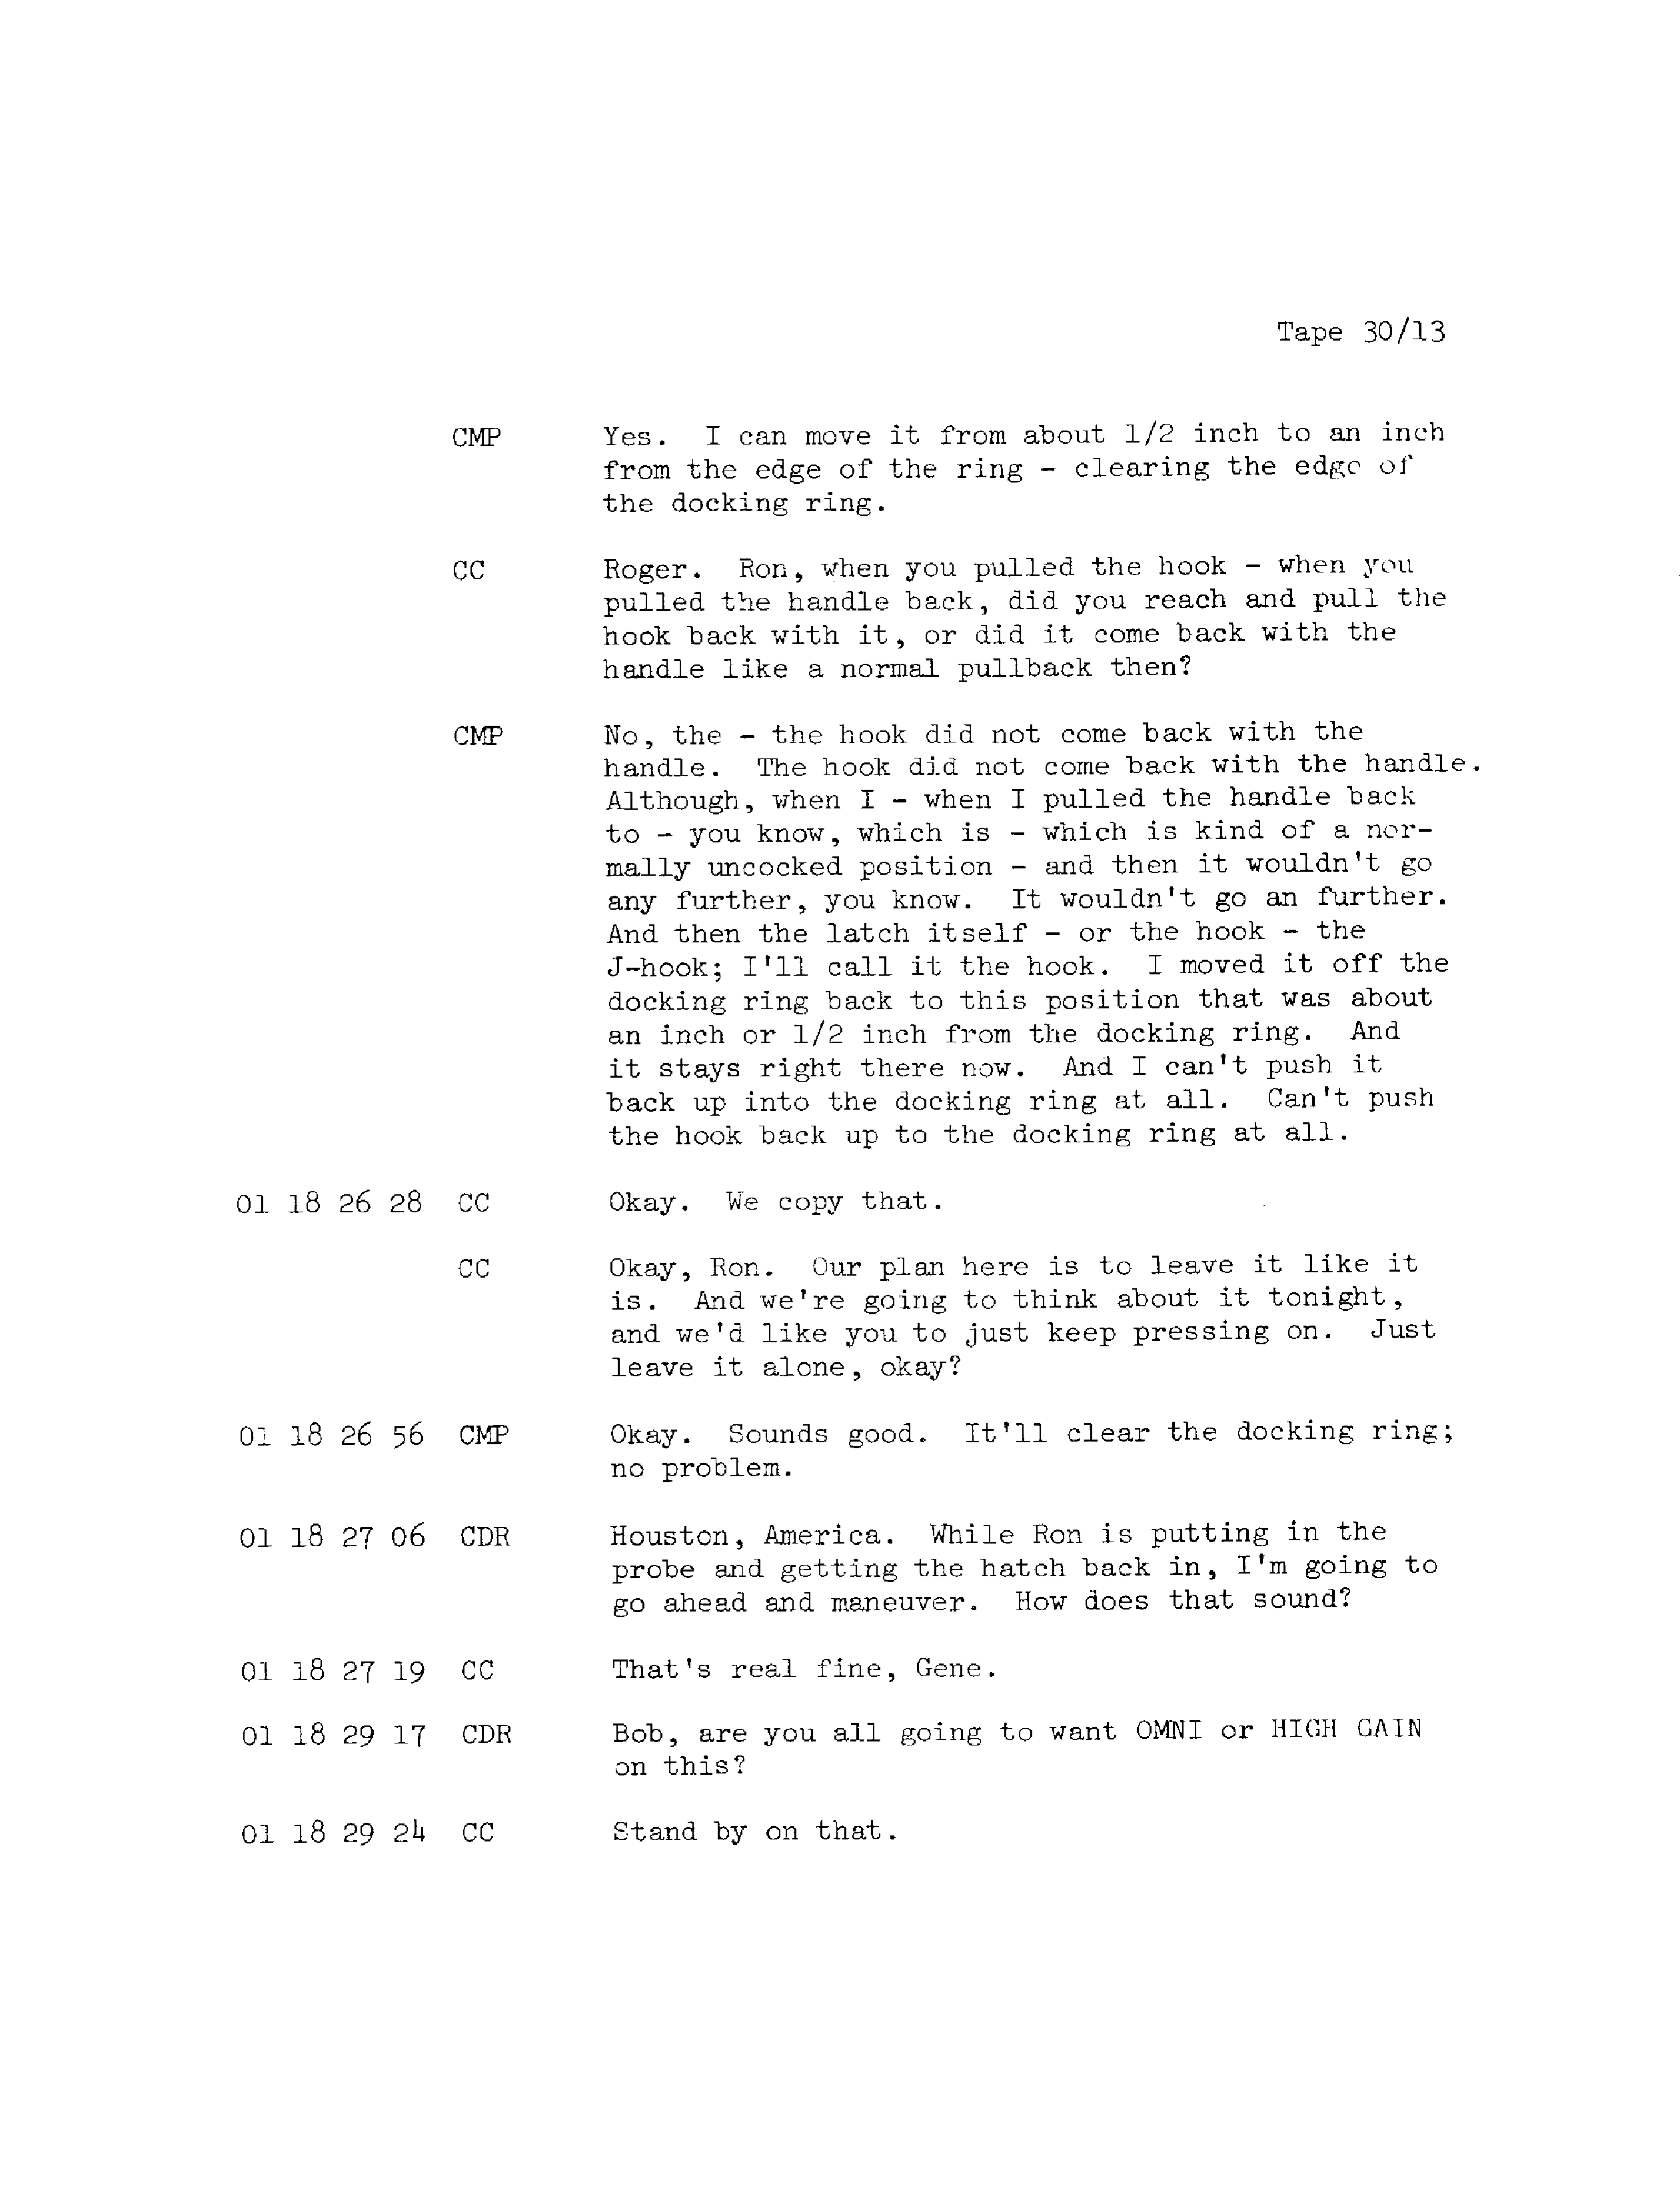 Tape 30/13
CMP Yes. I can move it from about 1/2 inch to an inch
from the edge of the ring - clearing the edge of
the docking ring.
CC Roger. Ron, when you pulled the hook - when you
pulled the handle back, did you reach and pull the
hook back with it, or did it come back with the
handle like a normal pullback then?
CMP No, the - the hook did not come back with the
handle. The hook did not come back with the handle.
Although, when I - when I pulled the handle back
to - you know, which is - which is kind of a nor-
mally uncocked position - and then it wouldn't go
any further, you know. It wouldn't go an further.
And then the latch itself - or the hook - the
J-hook; I'll call it the hook. I moved it off the
docking ring back to this position that was about
an inch or 1/2 inch from the docking ring. And
it stays right there now. And I can't push it
back up into the docking ring at all. Can't push
the hook back up to the docking ring at all.
01 18 26 28 CC Okay. We copy that.
CC Okay, Ron. Our plan here is to leave it like it
is. And we're going to think about it tonight,
and we'd like you to just keep pressing on. Just
leave it alone, okay?
01 18 26 56 CMP Okay. Sounds good. It'll clear the docking ring;
no problem.
01 18 27 06 CDR Houston, America. While Ron is putting in the
probe and getting the hatch back in, I'm going to
go ahead and maneuver. How does that sound?
01 18 27 19 CC That's real fine, Gene.
01 18 29 17 CDR Bob, are you all going to want OMNI or HIGH GAIN
on this?
01 18 29 24 CC Stand by on that.